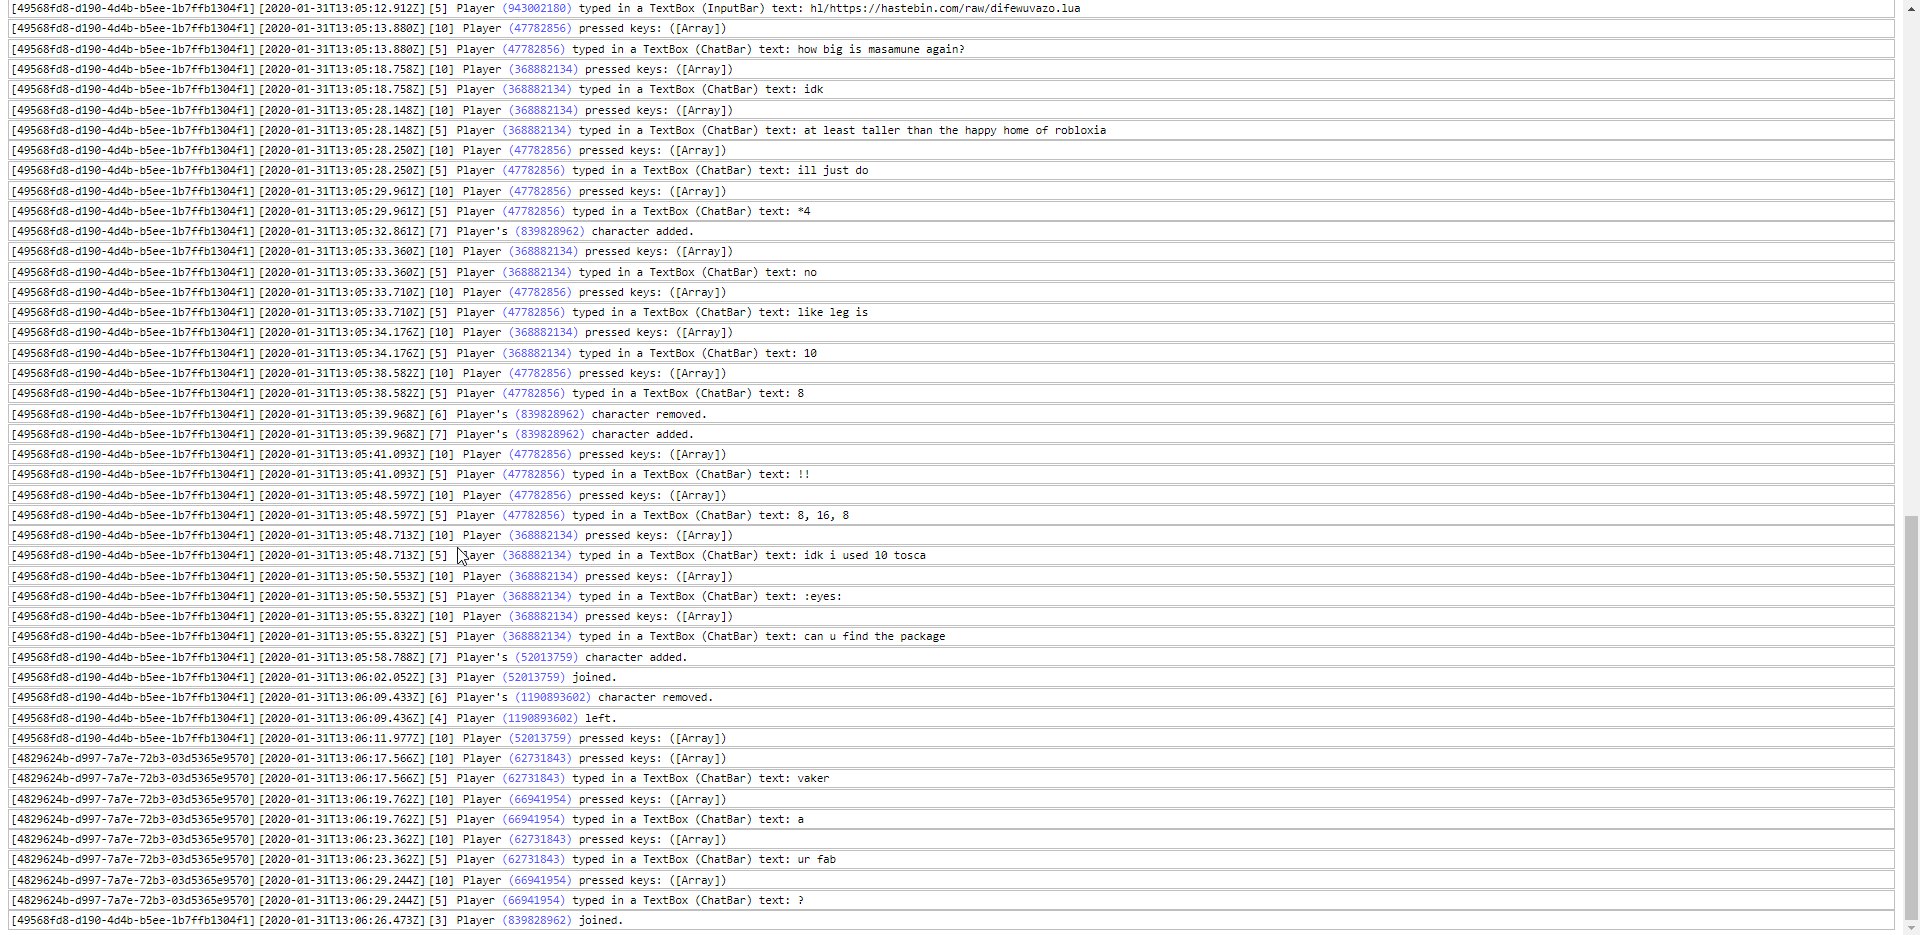 [49568fd8-d190-4d4b-b5ee-1b7ffb1304f1][2020-01-31T13:05:12.912Z][5] Player (943002180) typed in a TextBox (InputBar) text: hl/https://hastebin.com/raw/difewuvazo.lua
[49568fd8-d190-4d4b-b5ee-1b7ffb1304f1][2020-01-31T13:05:13.880Z][10] Player (47782856) pressed keys: ([Array])
[49568fd8-d190-4d4b-b5ee-1b7ffb1304f1][2020-01-31T13:05:13.880Z][5] Player (47782856) typed in a TextBox (ChatBar) text: how big is masamune again?
[49568fd8-d190-4d4b-b5ee-1b7ffb1304f1][2020-01-31T13:05:18.758Z][10] Player (368882134) pressed keys: ([Array])
[49568fd8-d190-4d4b-b5ee-1b7ffb1304f1][2020-01-31T13:05:18.758Z][5] Player (368882134) typed in a TextBox (ChatBar) text: idk
[49568fd8-d190-4d4b-b5ee-1b7ffb1304f1][2020-01-31T13:05:28.148Z][10] Player (368882134) pressed keys: ([Array])
[49568fd8-d190-4d4b-b5ee-1b7ffb1304f1][2020-01-31T13:05:28.148Z][5] Player (368882134) typed in a TextBox (ChatBar) text: at least taller than the happy home of robloxia
[49568fd8-d190-4d4b-b5ee-1b7ffb1304f1][2020-01-31T13:05:28.250Z][10] Player (47782856) pressed keys: ([Array])
[49568fd8-d190-4d4b-b5ee-1b7ffb1304f1][2020-01-31T13:05:28.250Z][5] Player (47782856) typed in a TextBox (ChatBar) text: ill just do
[49568fd8-d190-4d4b-b5ee-1b7ffb1304f1][2020-01-31T13:05:29.961Z][10] Player (47782856) pressed keys: ([Array])
[49568fd8-d190-4d4b-b5ee-1b7ffb1304f1][2020-01-31T13:05:29.961Z][5] Player (47782856) typed in a TextBox (ChatBar) text: *4
[49568fd8-d190-4d4b-b5ee-1b7ffb1304f1][2020-01-31T13:05:32.861Z][7] Player's (839828962) character added.
[49568fd8-d190-4d4b-b5ee-1b7ffb1304f1][2020-01-31T13:05:33.360Z][10] Player (368882134) pressed keys: ([Array])
[49568fd8-d190-4d4b-b5ee-1b7ffb1304f1][2020-01-31T13:05:33.360Z][5] Player (368882134) typed in a TextBox (ChatBar) text: no
[49568fd8-d190-4d4b-b5ee-1b7ffb1304f1][2020-01-31T13:05:33.710Z][10] Player (47782856) pressed keys: ([Array])
[49568fd8-d190-4d4b-b5ee-1b7ffb1304f1][2020-01-31T13:05:33.710Z][5] Player (47782856) typed in a TextBox (ChatBar) text: like leg is
[49568fd8-d190-4d4b-b5ee-1b7ffb1304f1][2020-01-31T13:05:34.176Z][10] Player (368882134) pressed keys: ([Array])
[49568fd8-d190-4d4b-b5ee-1b7ffb1304f1][2020-01-31T13:05:34.176Z][5] Player (368882134) typed in a TextBox (ChatBar) text: 10
[49568fd8-d190-4d4b-b5ee-1b7ffb1304f1][2020-01-31T13:05:38.582Z][10] Player (47782856) pressed keys: ([Array])
[49568fd8-d190-4d4b-b5ee-1b7ffb1304f1][2020-01-31T13:05:38.582Z][5] Player (47782856) typed in a TextBox (ChatBar) text: 8
[49568fd8-d190-4d4b-b5ee-1b7ffb1304f1][2020-01-31T13:05:39.968Z][6] Player's (839828962) character removed.
[49568fd8-d190-4d4b-b5ee-1b7ffb1304f1][2020-01-31T13:05:39.968Z][7] Player's (839828962) character added.
[49568fd8-d190-4d4b-b5ee-1b7ffb1304f1][2020-01-31T13:05:41.093Z][10] Player (47782856) pressed keys: ([Array])
[49568fd8-d190-4d4b-b5ee-1b7ffb1304f1][2020-01-31T13:05:41.093Z][5] Player (47782856) typed in a TextBox (ChatBar) text: !!
[49568fd8-d190-4d4b-b5ee-1b7ffb1304f1][2020-01-31T13:05:48.597Z][10] Player (47782856) pressed keys: ([Array])
[49568fd8-d190-4d4b-b5ee-1b7ffb1304f1][2020-01-31T13:05:48.597Z][5] Player (47782856) typed in a TextBox (ChatBar) text: 8, 16, 8
[49568fd8-d190-4d4b-b5ee-1b7ffb1304f1][2020-01-31T13:05:48.713Z][10] Player (368882134) pressed keys: ([Array])
[49568fd8-d190-4d4b-b5ee-1b7ffb1304f1][2020-01-31T13:05:48.713Z][5] Player (368882134) typed in a TextBox (ChatBar) text: idk i used 10 tosca
[49568fd8-d190-4d4b-b5ee-1b7ffb1304f1][2020-01-31T13:05:50.553Z][10] Player (368882134) pressed keys: ([Array])
[49568fd8-d190-4d4b-b5ee-1b7ffb1304f1][2020-01-31T13:05:50.553Z][5] Player (368882134) typed in a TextBox (ChatBar) text: :eyes:
[49568fd8-d190-4d4b-b5ee-1b7ffb1304f1][2020-01-31T13:05:55.832Z][10] Player (368882134) pressed keys: ([Array])
[49568fd8-d190-4d4b-b5ee-1b7ffb1304f1][2020-01-31T13:05:55.832Z][5] Player (368882134) typed in a TextBox (ChatBar) text: can u find the package
[49568fd8-d190-4d4b-b5ee-1b7ffb1304f1][2020-01-31T13:05:58.788Z][7] Player's (52013759) character added.
[49568fd8-d190-4d4b-b5ee-1b7ffb1304f1][2020-01-31T13:06:02.052Z][3] Player (52013759) joined.
[49568fd8-d190-4d4b-b5ee-1b7ffb1304f1][2020-01-31T13:06:09.433Z][6] Player's (1190893602) character removed.
[49568fd8-d190-4d4b-b5ee-1b7ffb1304f1][2020-01-31T13:06:09.436Z][4] Player (1190893602) left.
[49568fd8-d190-4d4b-b5ee-1b7ffb1304f1][2020-01-31T13:06:11.977Z][10] Player (52013759) pressed keys: ([Array])
[4829624b-d997-7a7e-72b3-03d5365e9570][2020-01-31T13:06:17.566Z][10] Player (62731843) pressed keys: ([Array])
[4829624b-d997-7a7e-72b3-03d5365e9570][2020-01-31T13:06:17.566Z][5] Player (62731843) typed in a TextBox (ChatBar) text: vaker
[4829624b-d997-7a7e-72b3-03d5365e9570][2020-01-31T13:06:19.762Z][10] Player (66941954) pressed keys: ([Array])
[4829624b-d997-7a7e-72b3-03d5365e9570][2020-01-31T13:06:19.762Z][5] Player (66941954) typed in a TextBox (ChatBar) text: a
[4829624b-d997-7a7e-72b3-03d5365e9570][2020-01-31T13:06:23.362Z][10] Player (62731843) pressed keys: ([Array])
[4829624b-d997-7a7e-72b3-03d5365e9570][2020-01-31T13:06:23.362Z][5] Player (62731843) typed in a TextBox (ChatBar) text: ur fab
[4829624b-d997-7a7e-72b3-03d5365e9570][2020-01-31T13:06:29.244Z][10] Player (66941954) pressed keys: ([Array])
[4829624b-d997-7a7e-72b3-03d5365e9570][2020-01-31T13:06:29.244Z][5] Player (66941954) typed in a TextBox (ChatBar) text: ?
[49568fd8-d190-4d4b-b5ee-1b7ffb1304f1][2020-01-31T13:06:26.473Z][3] Player (839828962) joined.